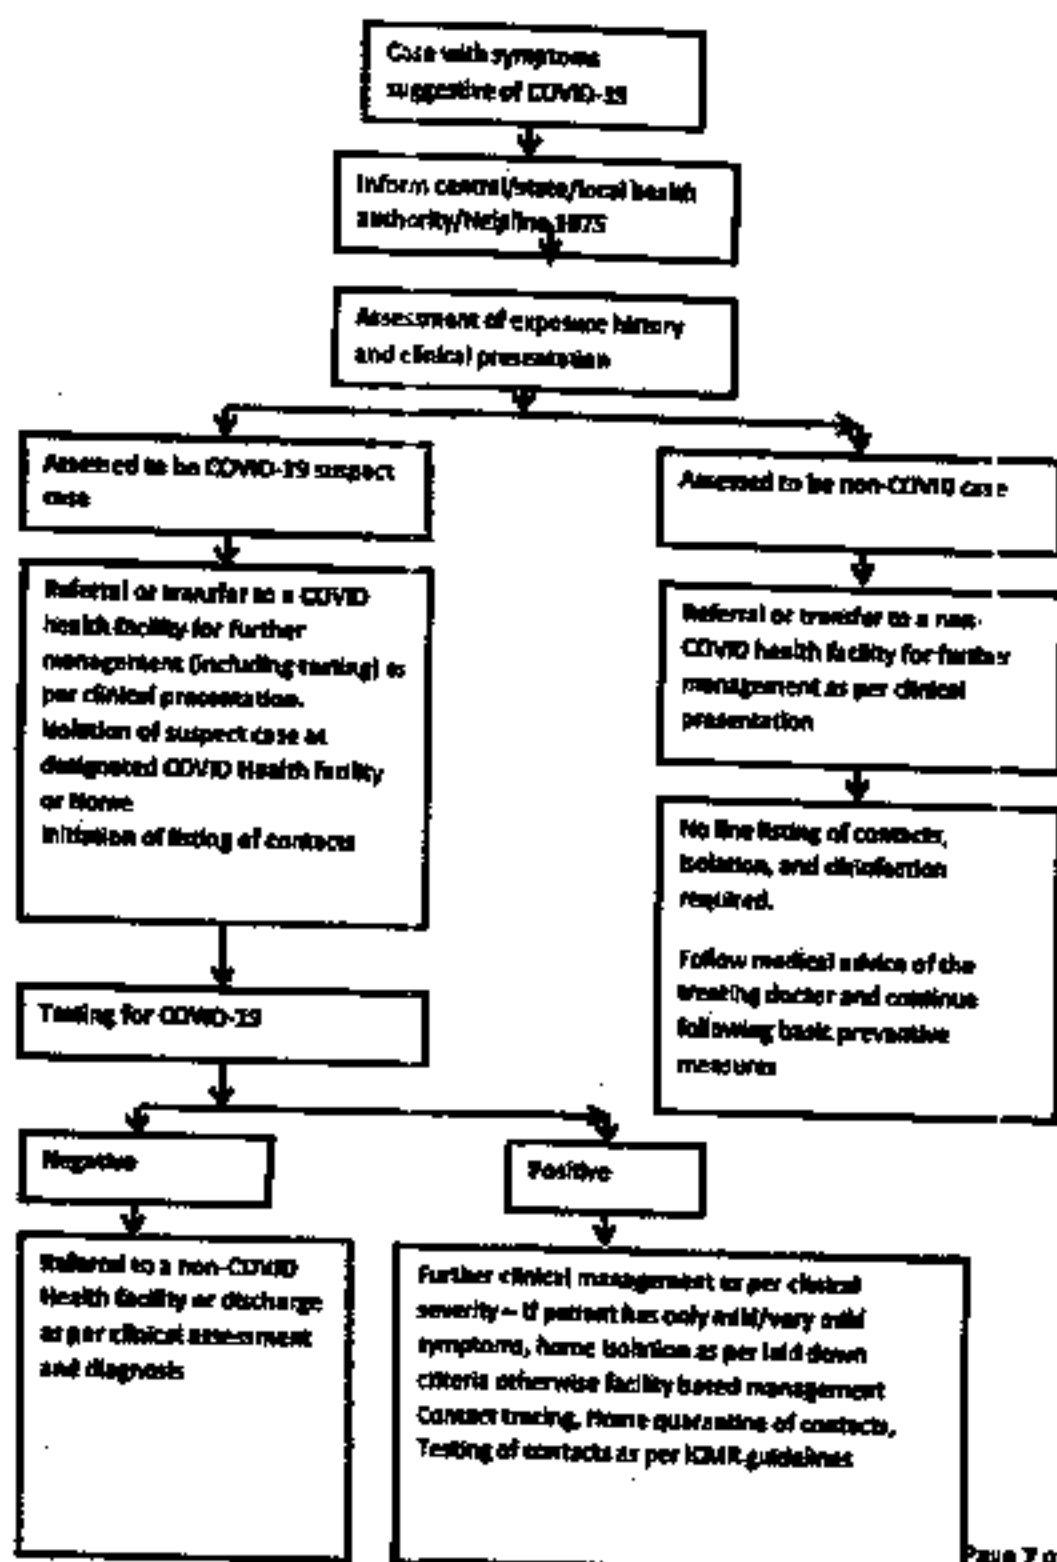 Case with symptoms
suggestive of COVID-19
Inform central/state/local health
authority/Helpline 1075
Assessment of exposure history
and clinical presentation
Assessed to be COVID-19 suspect
case
Assessed to be non-COVID case
Referral or transfer to a COVID
health facility for further
management (including testing) as
per clinical presentation.
Isolation of suspect case at
designated COVID Health facility
or Home
Initiation of listing of contacts
Referral or transfer to a non-
COVID health facility for further
management as per clinical
presentation
No line listing of contacts,
isolation, and disinfection
required.
Follow medical advice of the
treating doctor and continue
following basic preventive
measures
Testing for COVID-19
Negative
Positive
Referral to a non-COVID
Health facility or discharge
as per clinical assessment
and diagnosis
Further clinical management as per clinical
severity – if patient has only mild/very mild
symptoms, home isolation as per laid down
criteria otherwise facility based management
Contact tracing, Home quarantine of contacts,
Testing of contacts as per ICMR guidelines
Page 7 o